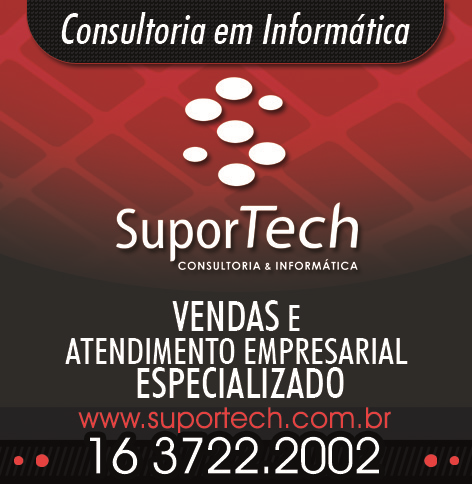 Consultoria em Informática
SuporTech
CONSULTORIA & INFORMÁTICA
VENDAS E
ATENDIMENTO EMPRESARIAL
ESPECIALIZADO
www.suportech.com.br
16 3722.2002